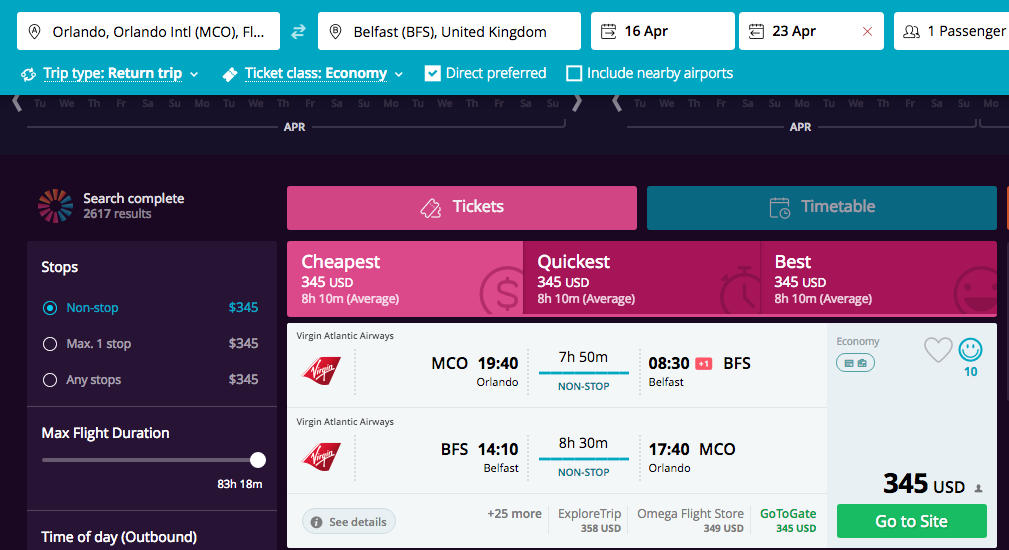 Orlando, Orlando Intl (MCO), Fl...
Belfast (BFS), United Kingdom
16 Apr
23 Apr
1 Passenger
Trip type: Return trip
Ticket class: Economy
Direct preferred
Include nearby airports
Tu We Th Fr Sa Su Mo Tu We Th Fr Sa Su Mo Tu We Th Fr Sa Su
Tu We Th Fr Sa Su Mo Tu We Th Fr Sa Su Mo
APR
APR
Search complete
2617 results
Tickets
Timetable
Stops
Non-stop $345
Max. 1 stop $345
Any stops $345
Max Flight Duration
83h 18m
Time of day (Outbound)
Cheapest
345 USD
8h 10m (Average)
Quickest
345 USD
8h 10m (Average)
Best
345 USD
8h 10m (Average)
Virgin Atlantic Airways
MCO 19:40
Orlando
7h 50m
NON-STOP
08:30 +1 BFS
Belfast
Virgin Atlantic Airways
BFS 14:10
Belfast
8h 30m
NON-STOP
17:40 MCO
Orlando
See details
+25 more
ExploreTrip
358 USD
Omega Flight Store
349 USD
GoToGate
345 USD
Economy
10
345 USD
Go to Site